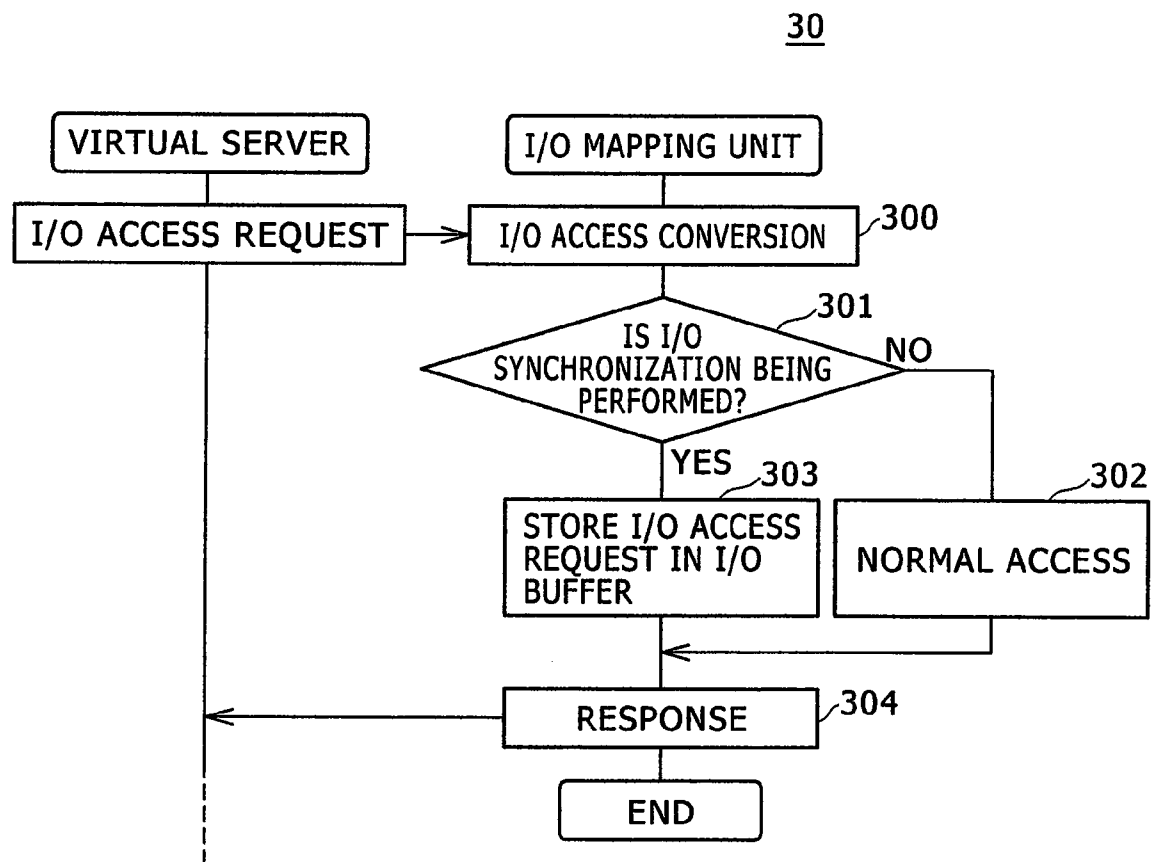 30
VIRTUAL SERVER
I/O MAPPING UNIT
I/O ACCESS REQUEST
I/O ACCESS CONVERSION
300
301
IS I/O
SYNCHRONIZATION BEING
PERFORMED?
NO
YES
303
302
STORE I/O ACCESS
REQUEST IN I/O
BUFFER
NORMAL ACCESS
RESPONSE
304
END